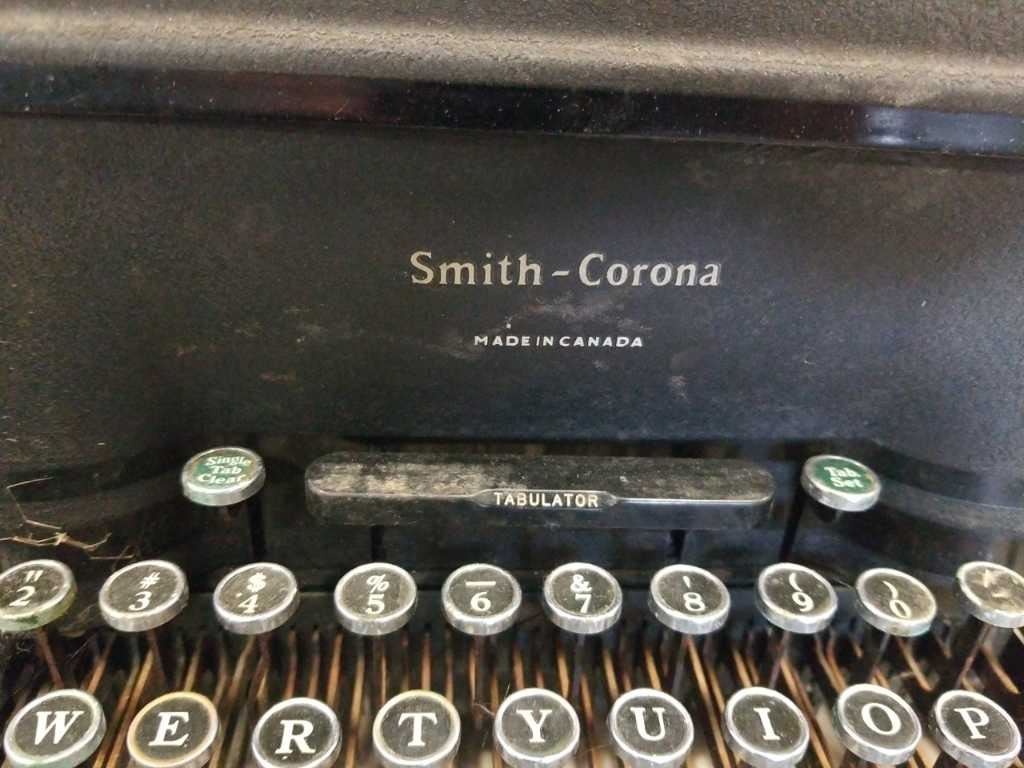 Smith-Corona
MADE IN CANADA
Single
Tab
Clear
TABULATOR
Tab
Set
" # $ % _ & ' ( )
2 3 4 5 6 7 8 9 0
W E R T Y U I O P